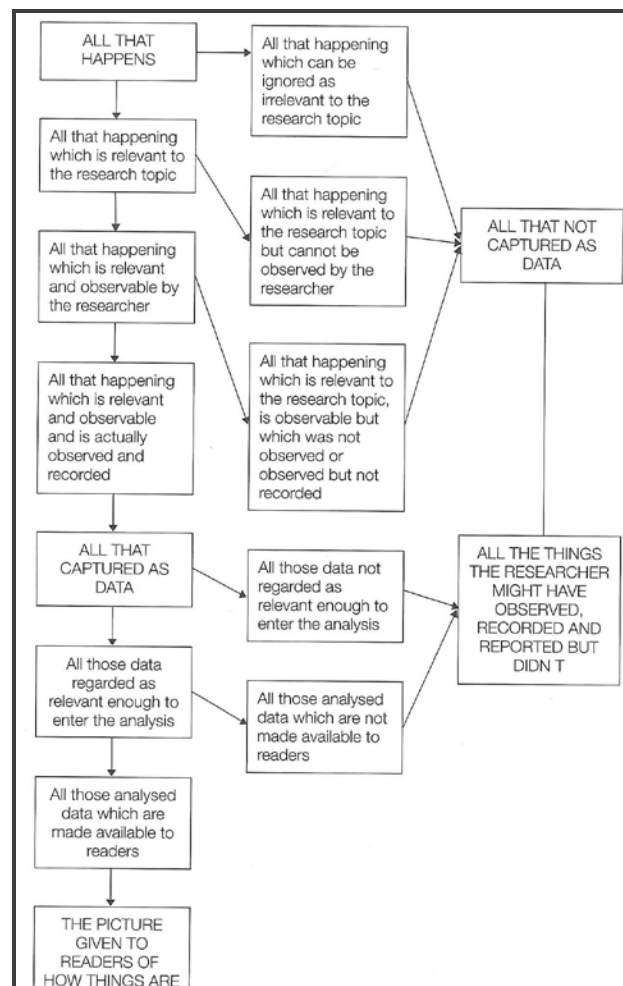 ALL THAT
HAPPENS
All that happening
which can be
ignored as
irrelevant to the
research topic
All that happening
which is relevant to
the research topic
All that happening
which is relevant to
the research topic
but cannot be
observed by the
researcher
ALL THAT NOT
CAPTURED AS
DATA
All that happening
which is relevant
and observable by
the researcher
All that happening
which is relevant
and observable
and is actually
observed and
recorded
All that happening
which is relevant to
the research topic,
is observable but
which was not
observed or
observed but not
recorded
ALL THAT
CAPTURED AS
DATA
All those data not
regarded as
relevant enough to
enter the analysis
ALL THE THINGS
THE RESEARCHER
MIGHT HAVE
OBSERVED,
RECORDED AND
REPORTED BUT
DIDN T
All those data
regarded as
relevant enough to
enter the analysis
All those analysed
data which are not
made available to
readers
All those analysed
data which are
made available to
readers
THE PICTURE
GIVEN TO
READERS OF
HOW THINGS ARE